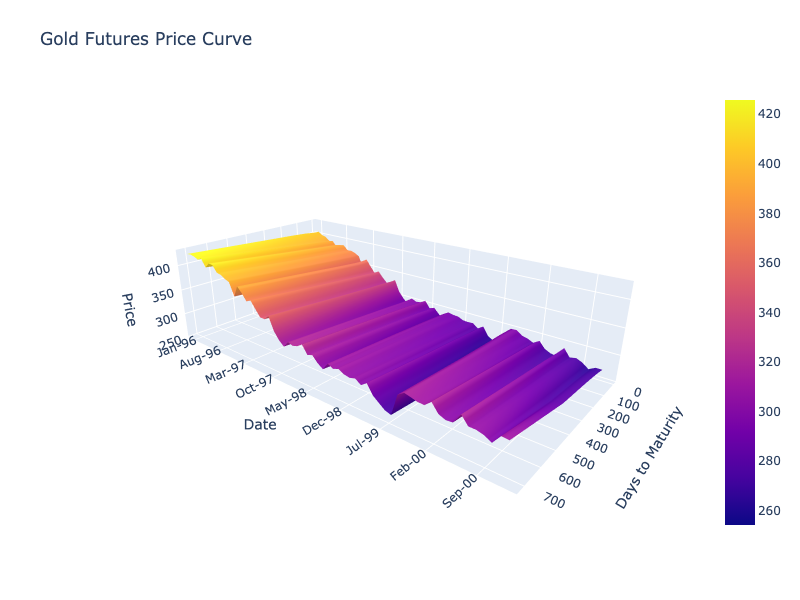 Gold Futures Price Curve
420
400
380
360
340
320
300
280
260
Price
400
350
300
250
Date
Jan-96
Aug-96
Mar-97
Oct-97
May-98
Dec-98
Jul-99
Feb-00
Sep-00
Days to Maturity
0
100
200
300
400
500
600
700